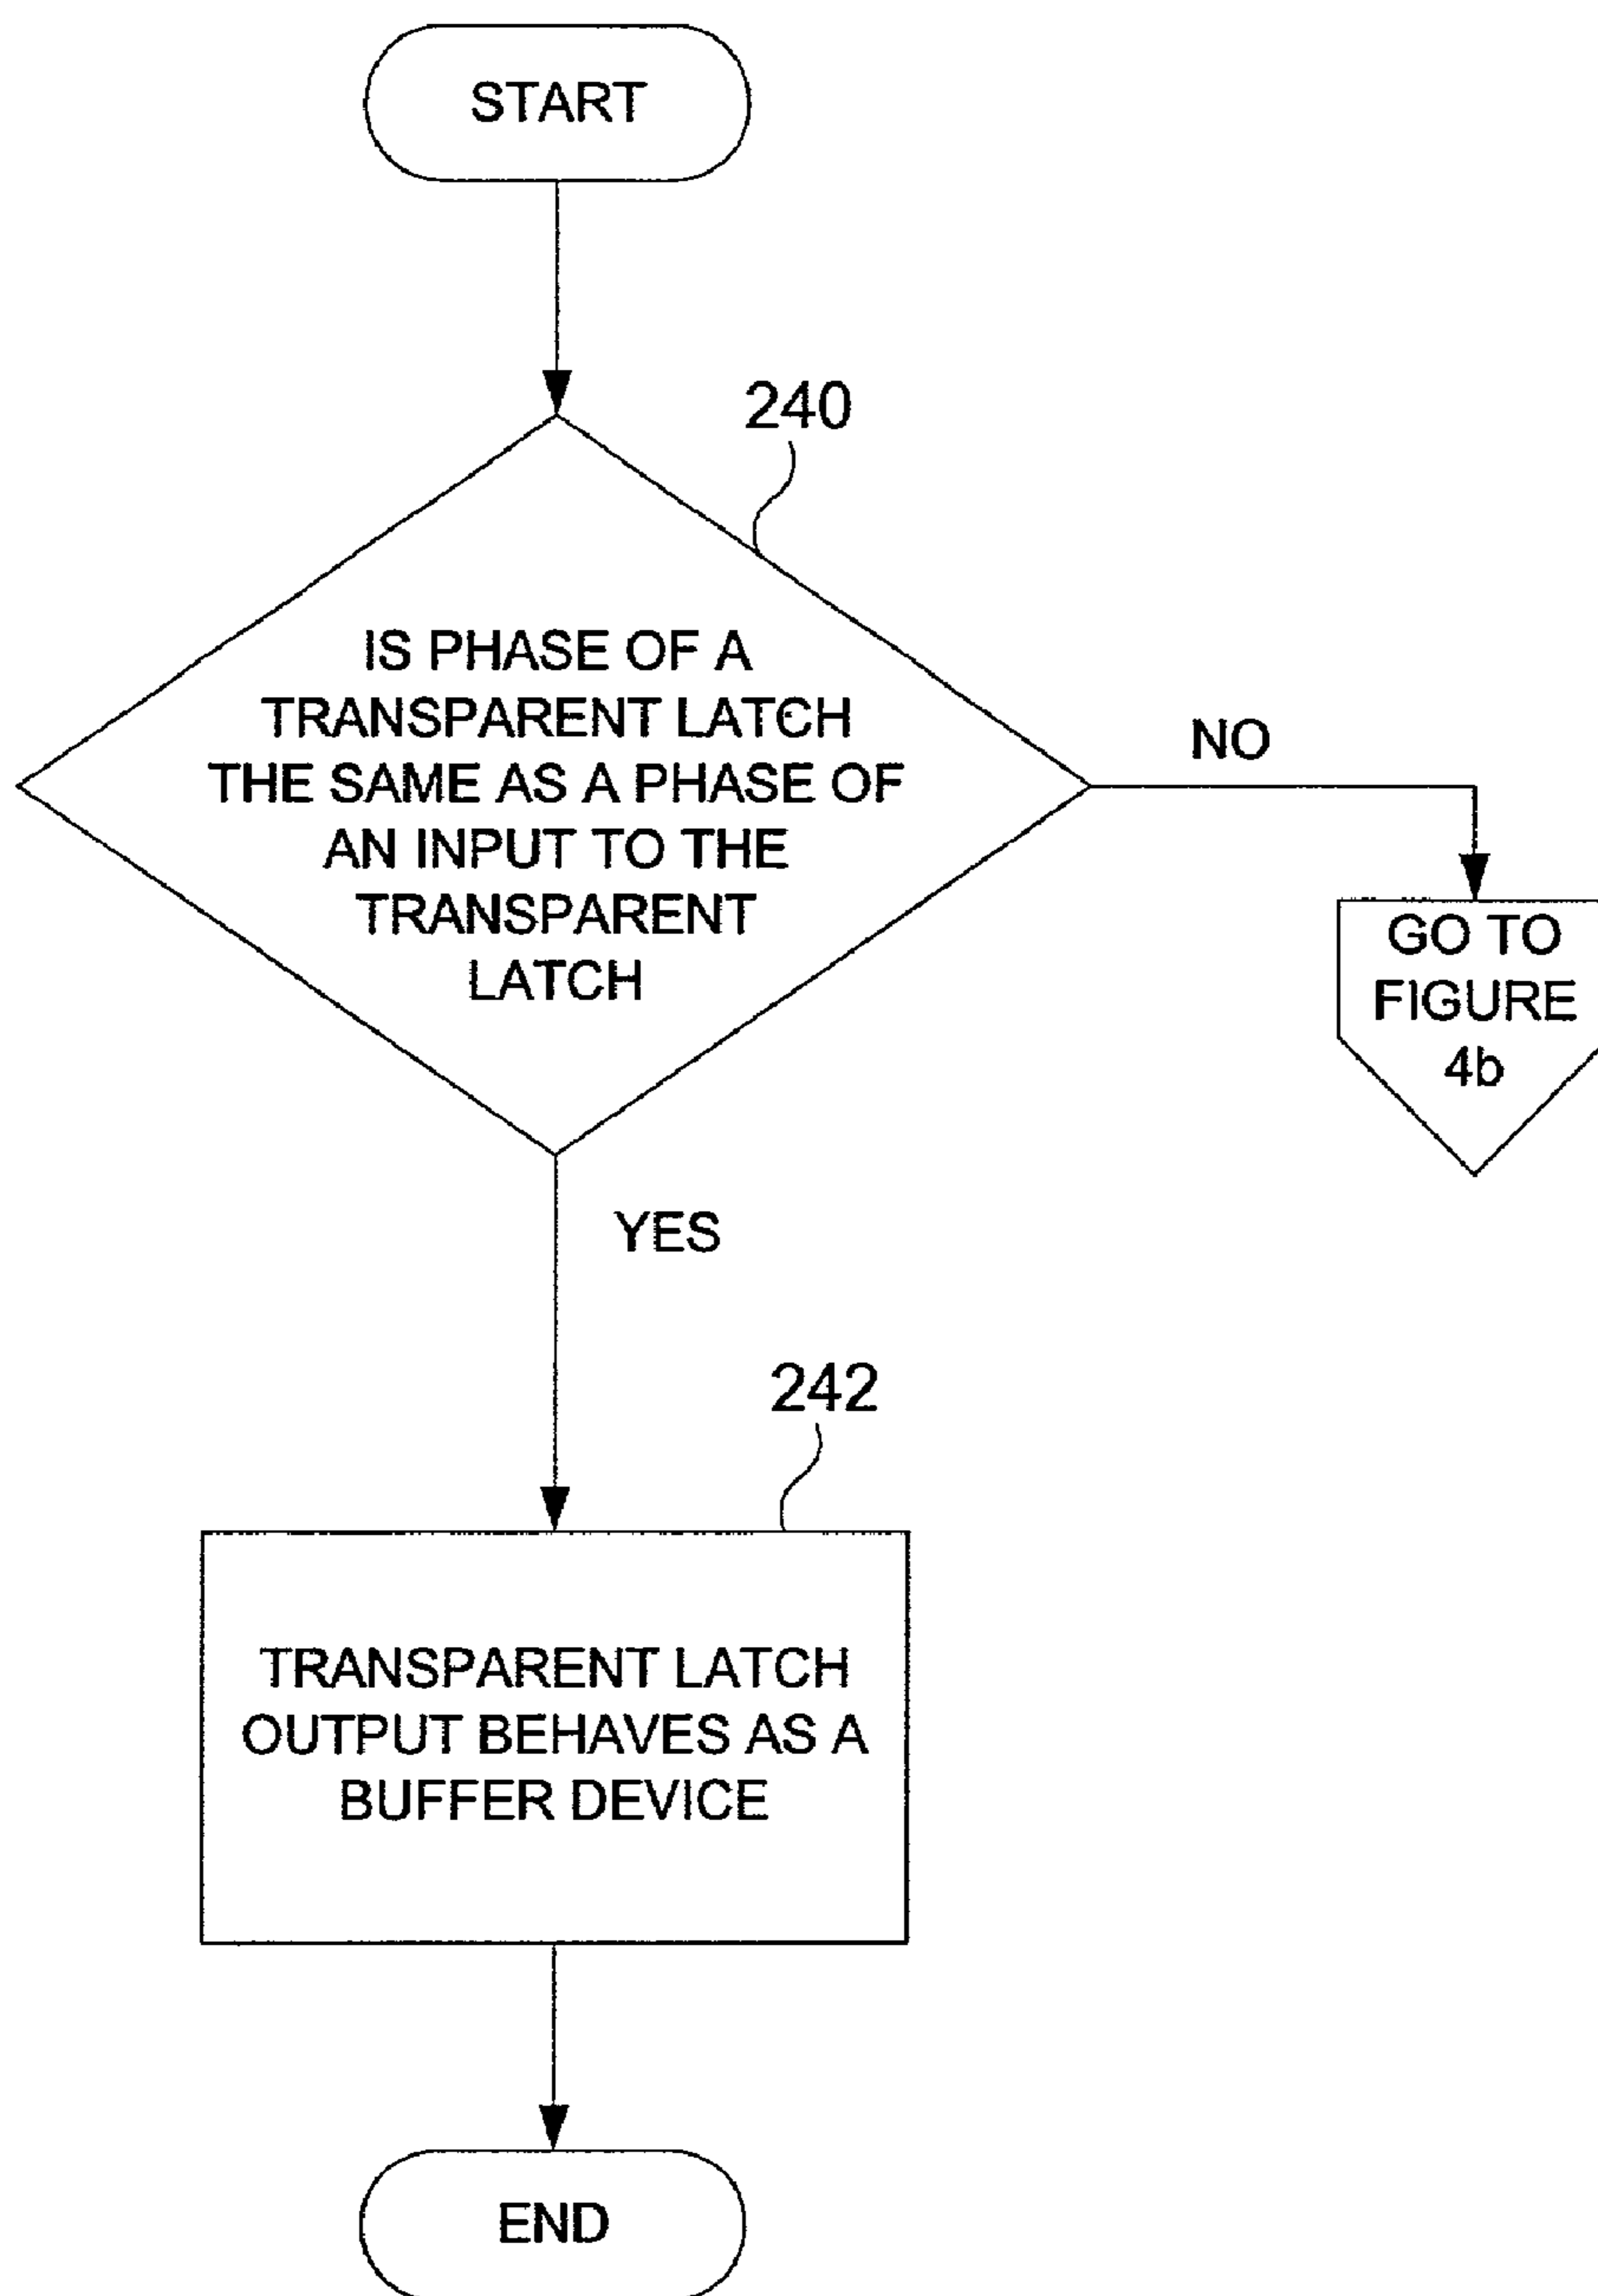 START
240
IS PHASE OF A
TRANSPARENT LATCH
THE SAME AS A PHASE OF
AN INPUT TO THE
TRANSPARENT
LATCH
NO
GO TO
FIGURE
4b
YES
242
TRANSPARENT LATCH
OUTPUT BEHAVES AS A
BUFFER DEVICE
END